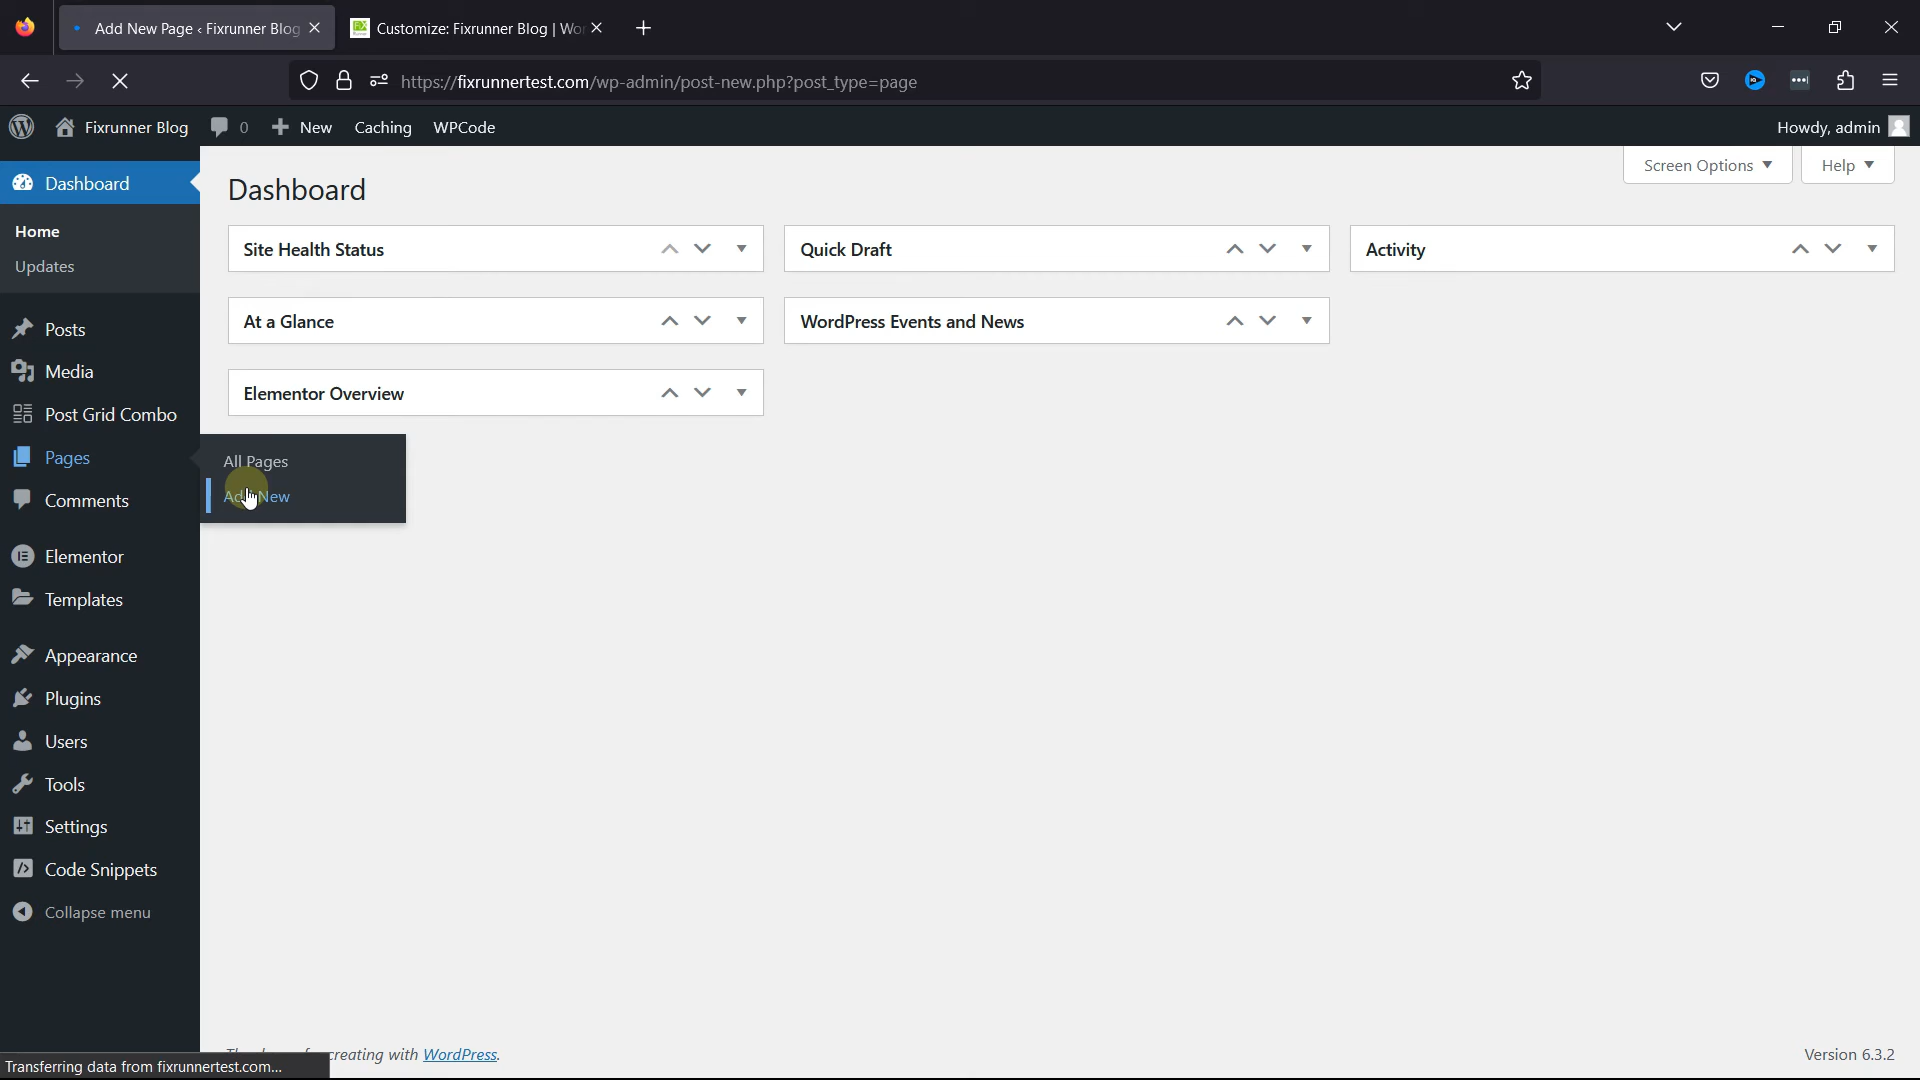 Add New Page ‹ Fixrunner Blog
Customize: Fixrunner Blog | Wor
https://fixrunnertest.com/wp-admin/post-new.php?post_type=page
Fixrunner Blog
0
New
Caching
WPCode
Howdy, admin
Screen Options
Help
Dashboard
Home
Updates
Posts
Media
Post Grid Combo
Pages
Comments
Elementor
Templates
Appearance
Plugins
Users
Tools
Settings
Code Snippets
Collapse menu
All Pages
Add New
Dashboard
Site Health Status
Quick Draft
Activity
At a Glance
WordPress Events and News
Elementor Overview
creating with WordPress.
Version 6.3.2
Transferring data from fixrunnertest.com...